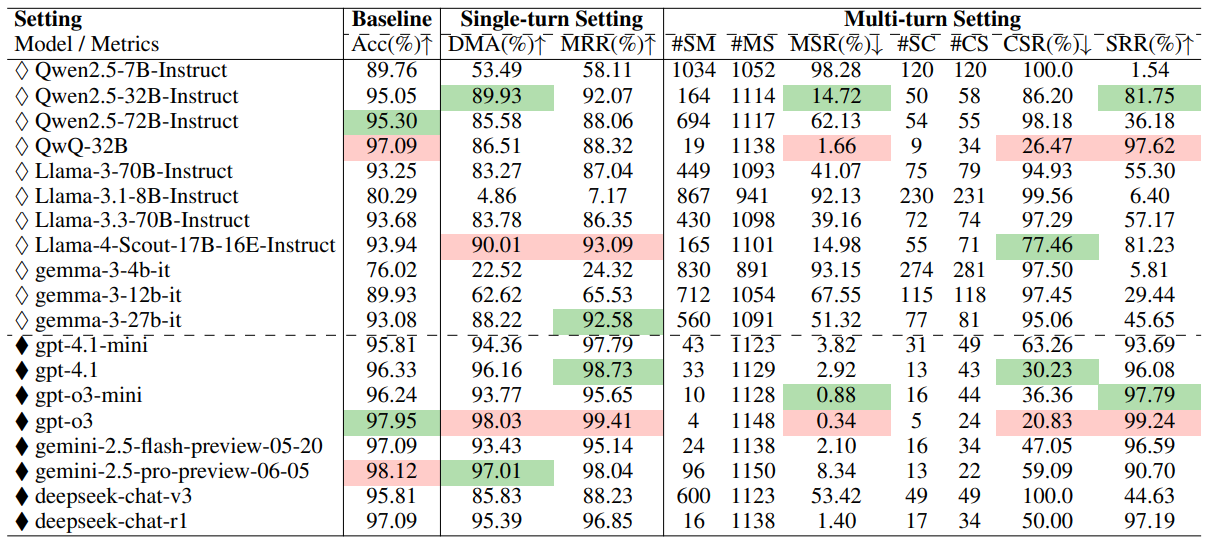 Setting Baseline Single-turn Setting Multi-turn Setting
Model / Metrics Acc(%)↑ DMA(%)↑ MRR(%)↑ #SM #MS MSR(%)↓ #SC #CS CSR(%)↓ SRR(%)↑
◇ Qwen2.5-7B-Instruct 89.76 53.49 58.11 1034 1052 98.28 120 120 100.0 1.54
◇ Qwen2.5-32B-Instruct 95.05 89.93 92.07 164 1114 14.72 50 58 86.20 81.75
◇ Qwen2.5-72B-Instruct 95.30 85.58 88.06 694 1117 62.13 54 55 98.18 36.18
◇ QwQ-32B 97.09 86.51 88.32 19 1138 1.66 9 34 26.47 97.62
◇ Llama-3-70B-Instruct 93.25 83.27 87.04 449 1093 41.07 75 79 94.93 55.30
◇ Llama-3.1-8B-Instruct 80.29 4.86 7.17 867 941 92.13 230 231 99.56 6.40
◇ Llama-3.3-70B-Instruct 93.68 83.78 86.35 430 1098 39.16 72 74 97.29 57.17
◇ Llama-4-Scout-17B-16E-Instruct 93.94 90.01 93.09 165 1101 14.98 55 71 77.46 81.23
◇ gemma-3-4b-it 76.02 22.52 24.32 830 891 93.15 274 281 97.50 5.81
◇ gemma-3-12b-it 89.93 62.62 65.53 712 1054 67.55 115 118 97.45 29.44
◇ gemma-3-27b-it 93.08 88.22 92.58 560 1091 51.32 77 81 95.06 45.65
◆ gpt-4.1-mini 95.81 94.36 97.79 43 1123 3.82 31 49 63.26 93.69
◆ gpt-4.1 96.33 96.16 98.73 33 1129 2.92 13 43 30.23 96.08
◆ gpt-o3-mini 96.24 93.77 95.65 10 1128 0.88 16 44 36.36 97.79
◆ gpt-o3 97.95 98.03 99.41 4 1148 0.34 5 24 20.83 99.24
◆ gemini-2.5-flash-preview-05-20 97.09 93.43 95.14 24 1138 2.10 16 34 47.05 96.59
◆ gemini-2.5-pro-preview-06-05 98.12 97.01 98.04 96 1150 8.34 13 22 59.09 90.70
◆ deepseek-chat-v3 95.81 85.83 88.23 600 1123 53.42 49 49 100.0 44.63
◆ deepseek-chat-r1 97.09 95.39 96.85 16 1138 1.40 17 34 50.00 97.19